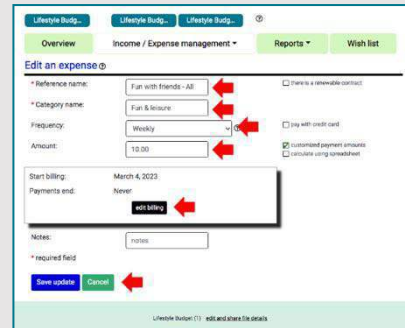 Lifestyle Budg... Lifestyle Budg... Lifestyle Budg...
Overview Income / Expense management Reports Wish list
Edit an expense
* Reference name: Fun with friends - All there is a renewable contract
* Category name: Fun & leisure
Frequency: Weekly pay with credit card
Amount: 10.00 customized payment amounts
calculate using spreadsheet
Start billing: March 4, 2023
Payments end: Never
edit billing
Notes: notes
* required field
Save update Cancel
Lifestyle Budget (1) edit and share file details